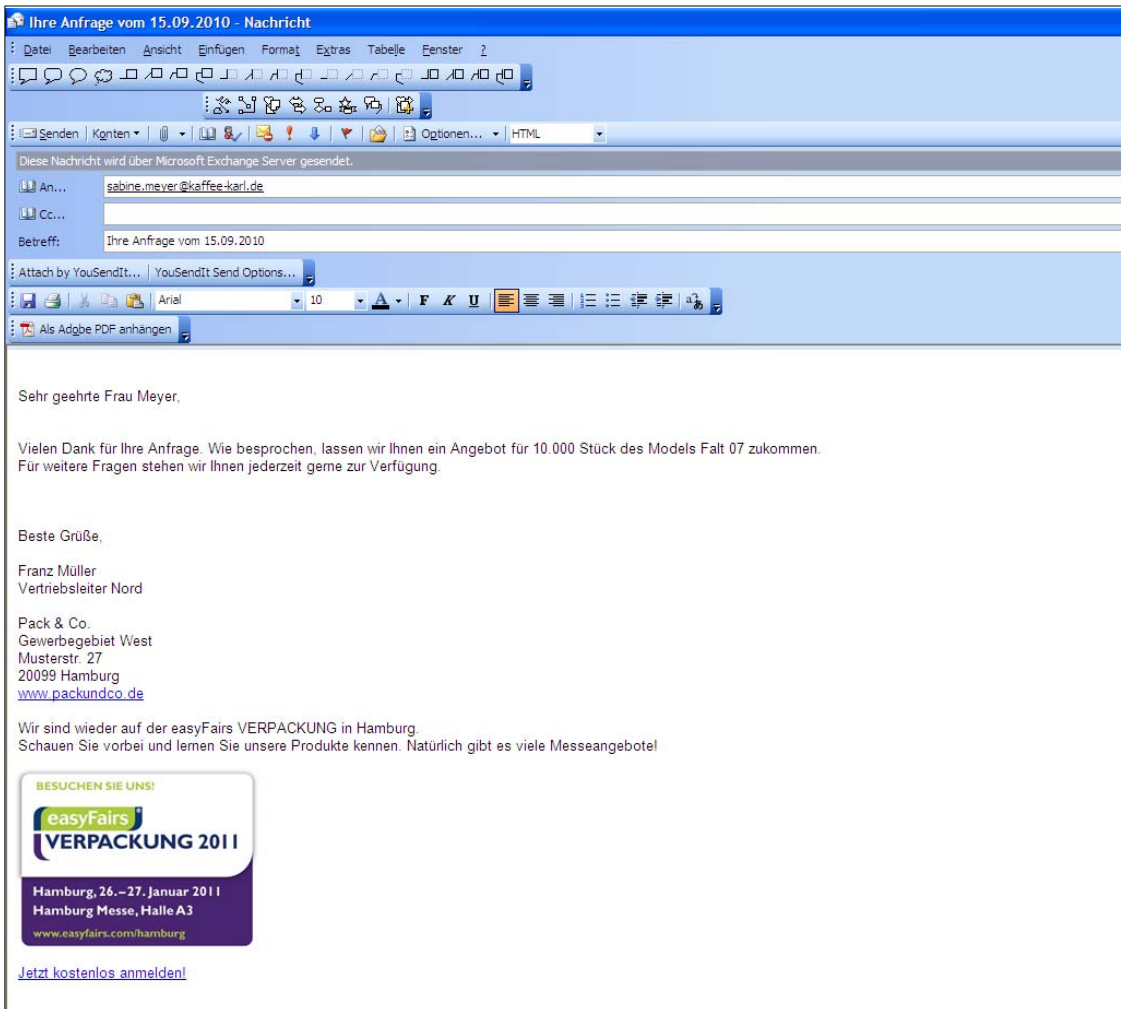 Ihre Anfrage vom 15.09.2010 - Nachricht
Datei Bearbeiten Ansicht Einfügen Format Extras Tabelle Fenster ?
Senden Konten Optionen... HTML
Diese Nachricht wird über Microsoft Exchange Server gesendet.
An... sabine.meyer@kaffee-karl.de
Cc...
Betreff: Ihre Anfrage vom 15.09.2010
Attach by YouSendIt... YouSendIt Send Options...
Arial 10 A F K U
Als Adobe PDF anhängen
Sehr geehrte Frau Meyer,
Vielen Dank für Ihre Anfrage. Wie besprochen, lassen wir Ihnen ein Angebot für 10.000 Stück des Models Falt 07 zukommen.
Für weitere Fragen stehen wir Ihnen jederzeit gerne zur Verfügung.
Beste Grüße,
Franz Müller
Vertriebsleiter Nord
Pack & Co.
Gewerbegebiet West
Musterstr. 27
20099 Hamburg
www.packundco.de
Wir sind wieder auf der easyFairs VERPACKUNG in Hamburg.
Schauen Sie vorbei und lernen Sie unsere Produkte kennen. Natürlich gibt es viele Messeangebote!
BESUCHEN SIE UNS!
easyFairs
VERPACKUNG 2011
Hamburg, 26.–27. Januar 2011
Hamburg Messe, Halle A3
www.easyfairs.com/hamburg
Jetzt kostenlos anmelden!